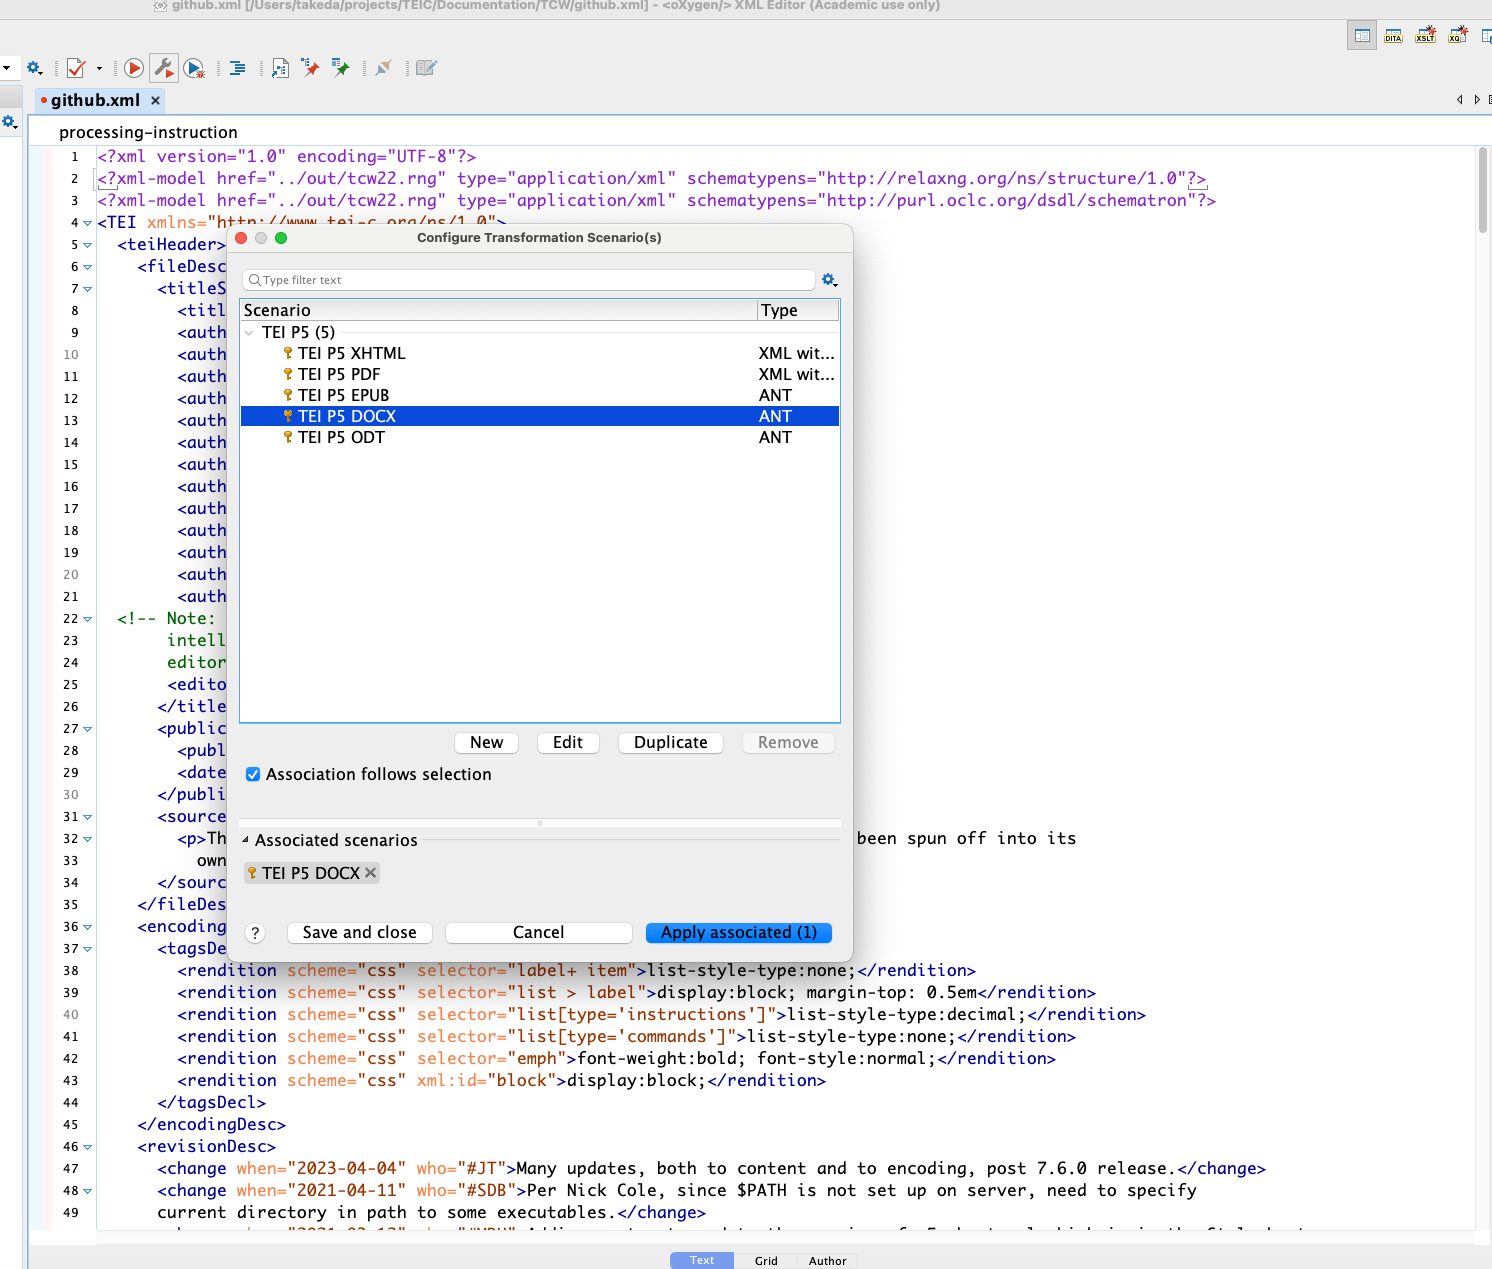 github.xml [/Users/takeda/projects/TEIC/Documentation/TCW/github.xml] - <oXygen/> XML Editor (Academic use only)
DITA
XSLT
XQ
github.xml ×
processing-instruction
1 <?xml version="1.0" encoding="UTF-8"?>
2 <?xml-model href="../out/tcw22.rng" type="application/xml" schematypens="http://relaxng.org/ns/structure/1.0"?>
3 <?xml-model href="../out/tcw22.rng" type="application/xml" schematypens="http://purl.oclc.org/dsdl/schematron"?>
4 <TEI xmlns="http://www.tei-c.org/ns/1.0">
5 <teiHeader>
6 <fileDesc
7 <titleS
8 <titl
9 <auth
10 <auth
11 <auth
12 <auth
13 <auth
14 <auth
15 <auth
16 <auth
17 <auth
18 <auth
19 <auth
20 <auth
21 <auth
22 <!-- Note:
23 intell
24 editor
25 <edito
26 </title
27 <public
28 <publ
29 <date
30 </publi
31 <source
32 <p>Th been spun off into its
33 own
34 </sourc
35 </fileDes
36 <encoding
37 <tagsDe
38 <rendition scheme="css" selector="label+ item">list-style-type:none;</rendition>
39 <rendition scheme="css" selector="list > label">display:block; margin-top: 0.5em</rendition>
40 <rendition scheme="css" selector="list[type='instructions']">list-style-type:decimal;</rendition>
41 <rendition scheme="css" selector="list[type='commands']">list-style-type:none;</rendition>
42 <rendition scheme="css" selector="emph">font-weight:bold; font-style:normal;</rendition>
43 <rendition scheme="css" xml:id="block">display:block;</rendition>
44 </tagsDecl>
45 </encodingDesc>
46 <revisionDesc>
47 <change when="2023-04-04" who="#JT">Many updates, both to content and to encoding, post 7.6.0 release.</change>
48 <change when="2021-04-11" who="#SDB">Per Nick Cole, since $PATH is not set up on server, need to specify
49 current directory in path to some executables.</change>
Configure Transformation Scenario(s)
Type filter text
Scenario Type
TEI P5 (5)
TEI P5 XHTML XML wit...
TEI P5 PDF XML wit...
TEI P5 EPUB ANT
TEI P5 DOCX ANT
TEI P5 ODT ANT
New Edit Duplicate Remove
Association follows selection
Associated scenarios
TEI P5 DOCX ×
? Save and close Cancel Apply associated (1)
Text Grid Author